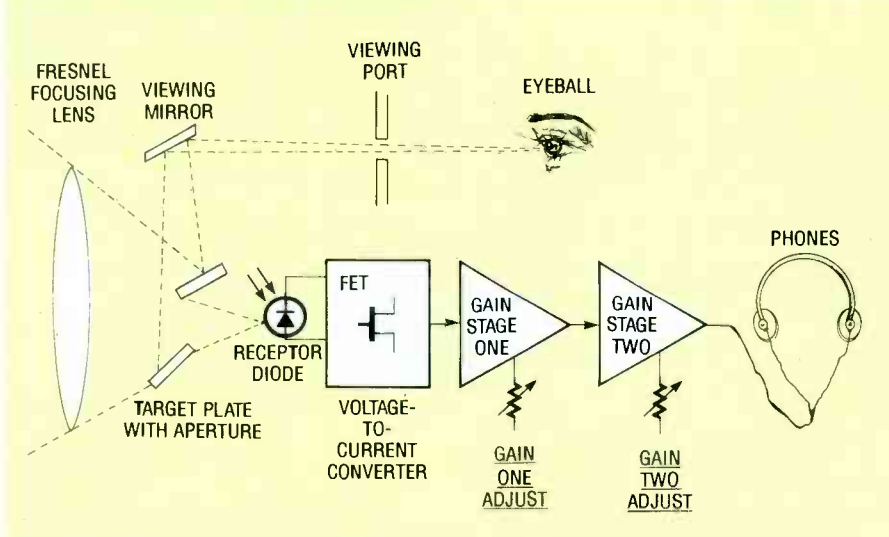 FRESNEL
FOCUSING
LENS
VIEWING
MIRROR
VIEWING
PORT
EYEBALL
PHONES
FET
GAIN
STAGE
ONE
GAIN
STAGE
TWO
RECEPTOR
DIODE
TARGET PLATE
WITH APERTURE
VOLTAGE-
TO-
CURRENT
CONVERTER
GAIN
ONE
ADJUST
GAIN
TWO
ADJUST